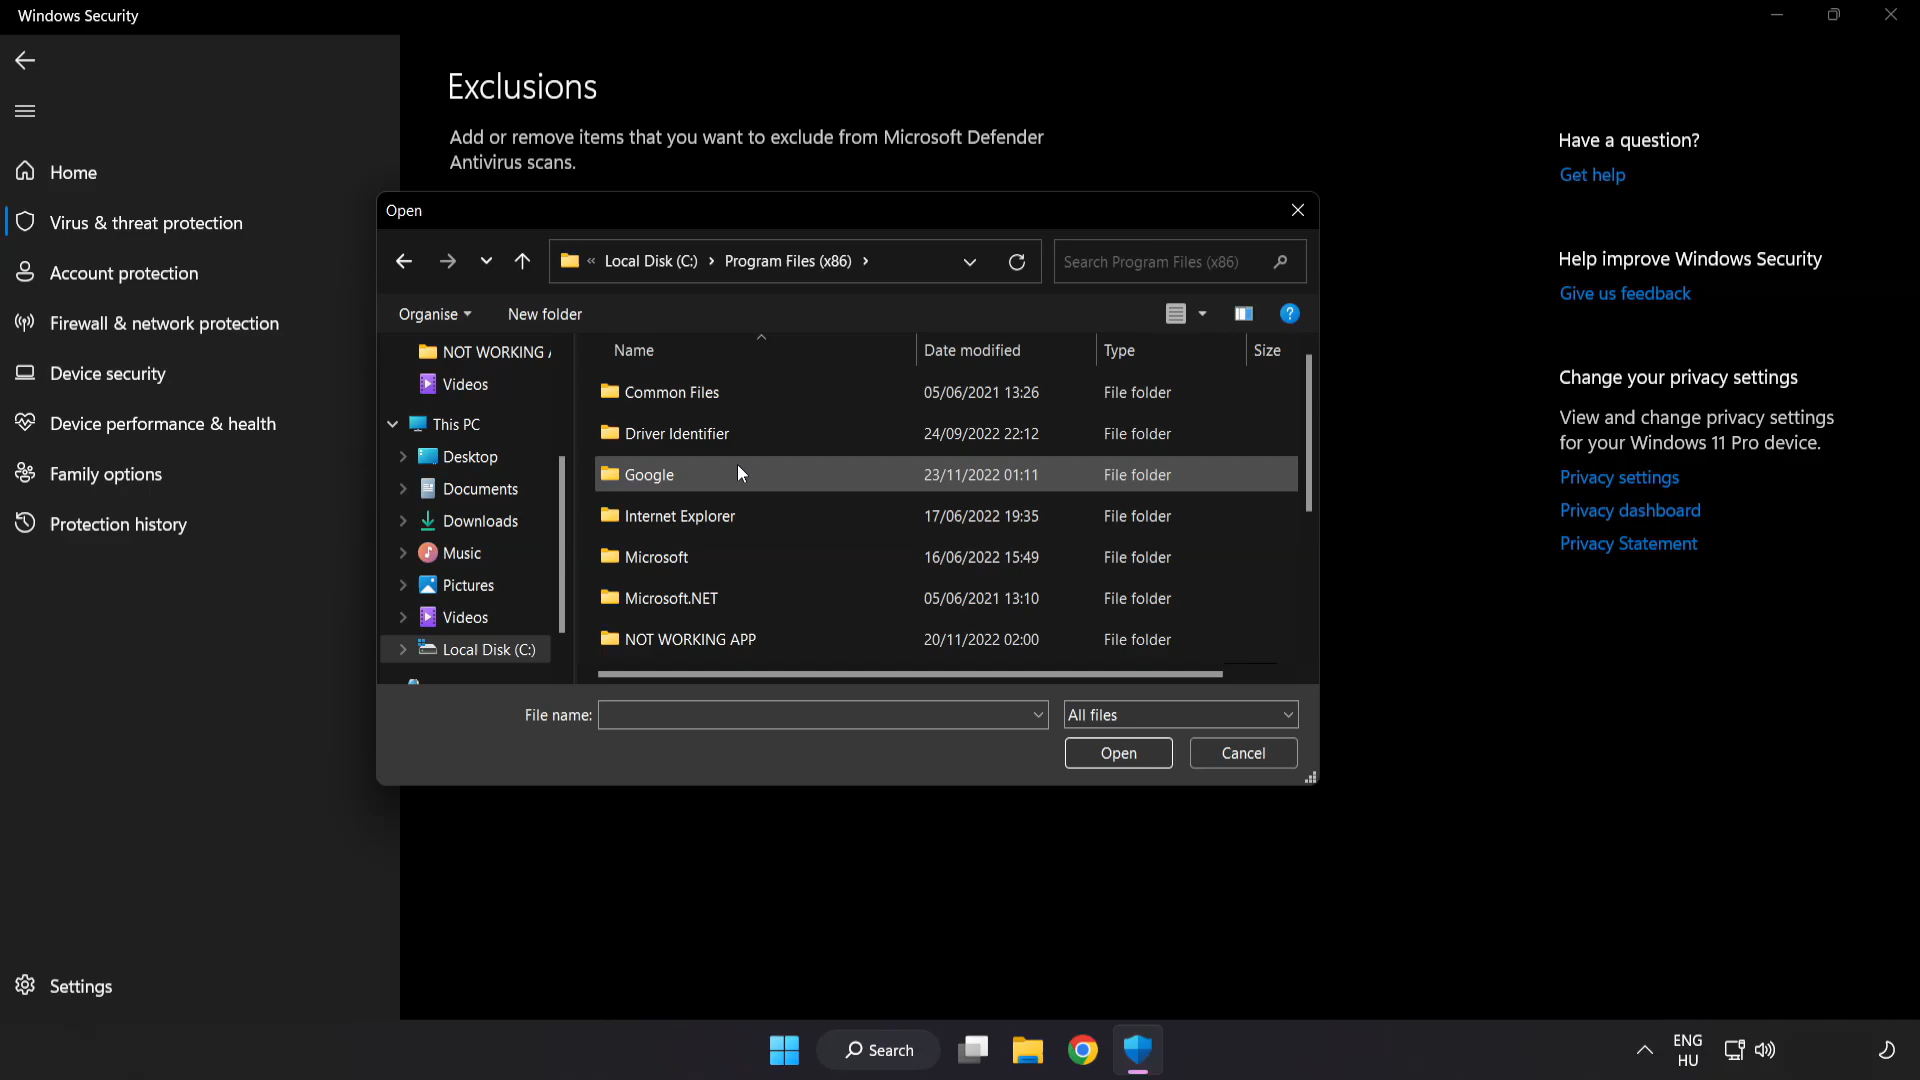 Windows Security
Exclusions
Add or remove items that you want to exclude from Microsoft Defender
Antivirus scans.
Home
Virus & threat protection
Account protection
Firewall & network protection
Device security
Device performance & health
Family options
Protection history
Settings
Open
« Local Disk (C:) › Program Files (x86) ›
Search Program Files (x86)
Organise
New folder
?
NOT WORKING
Videos
This PC
Desktop
Documents
Downloads
Music
Pictures
Videos
Local Disk (C:)
Name Date modified Type Size
Common Files 05/06/2021 13:26 File folder
Driver Identifier 24/09/2022 22:12 File folder
Google 23/11/2022 01:11 File folder
Internet Explorer 17/06/2022 19:35 File folder
Microsoft 16/06/2022 15:49 File folder
Microsoft.NET 05/06/2021 13:10 File folder
NOT WORKING APP 20/11/2022 02:00 File folder
File name:
All files
Open
Cancel
Have a question?
Get help
Help improve Windows Security
Give us feedback
Change your privacy settings
View and change privacy settings
for your Windows 11 Pro device.
Privacy settings
Privacy dashboard
Privacy Statement
Search
ENG
HU